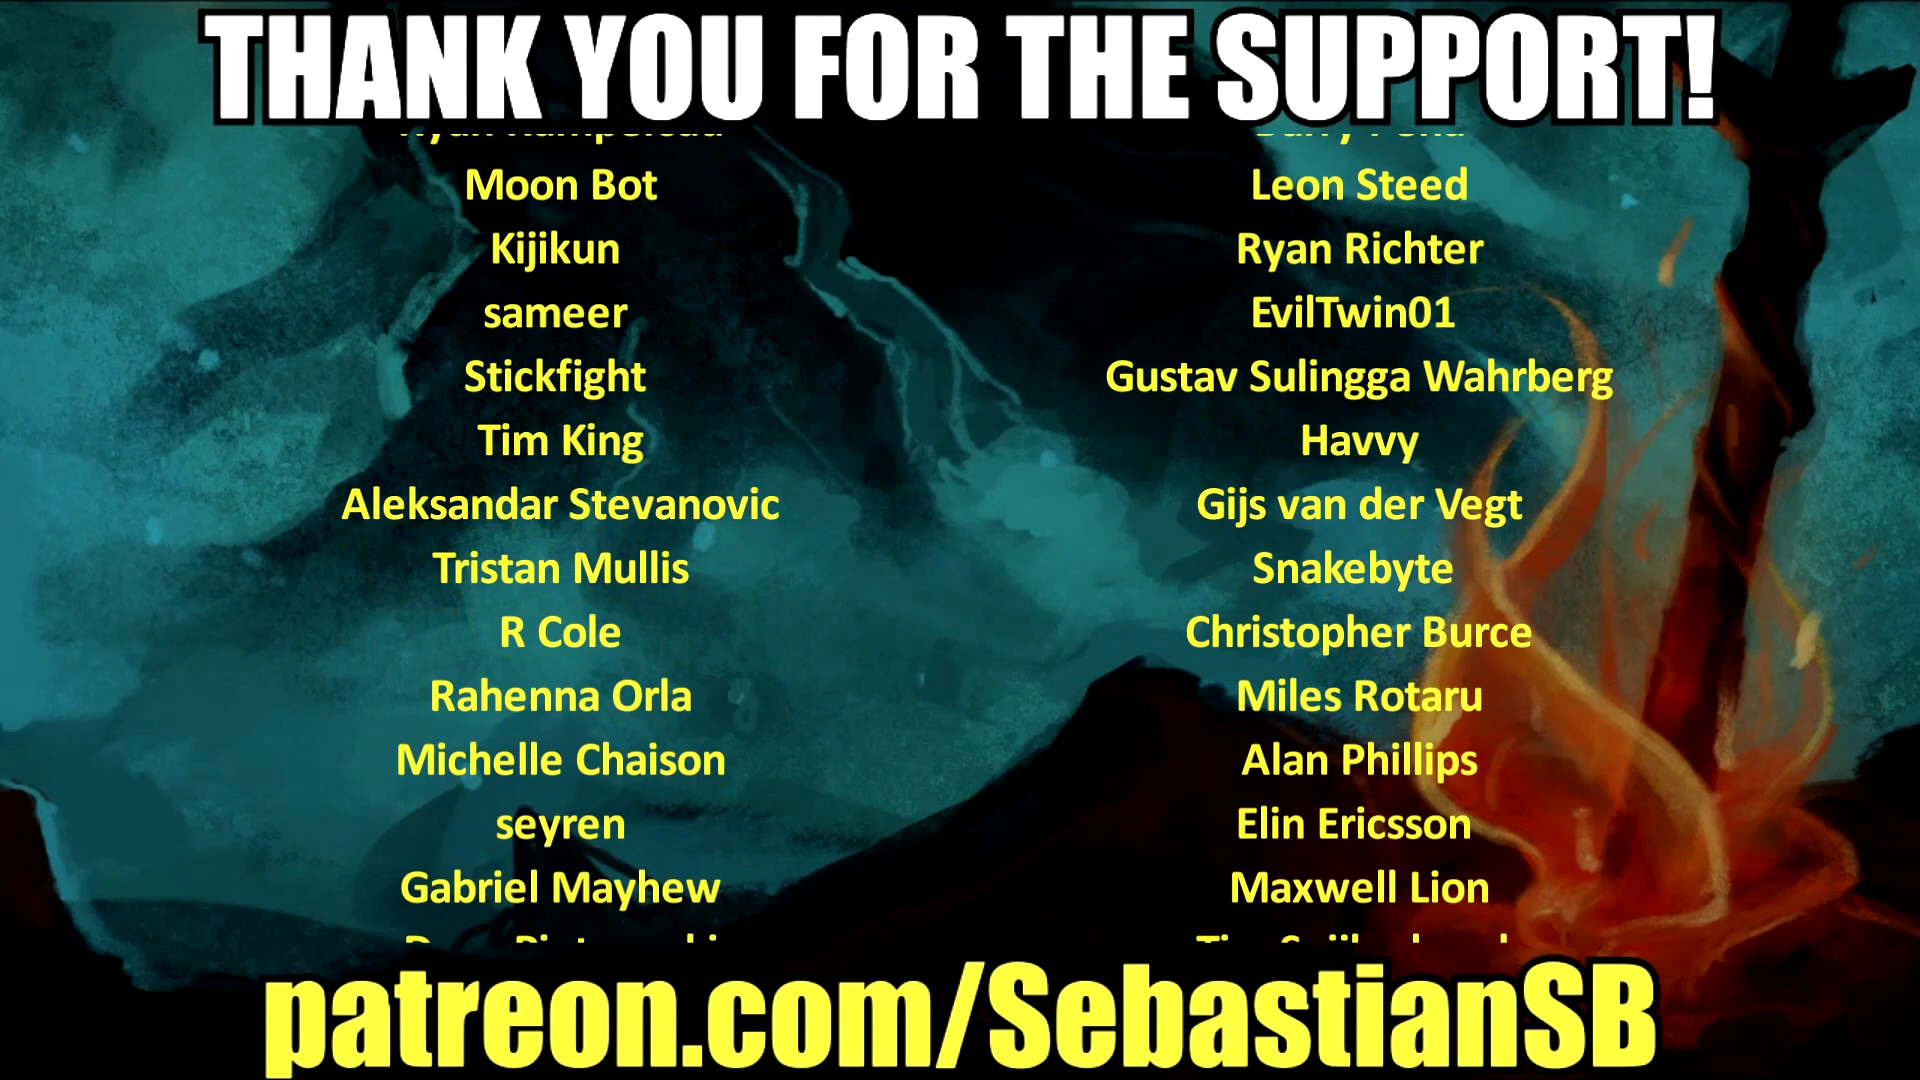 THANK YOU FOR THE SUPPORT!
Moon Bot
Kijikun
sameer
Stickfight
Tim King
Aleksandar Stevanovic
Tristan Mullis
R Cole
Rahenna Orla
Michelle Chaison
seyren
Gabriel Mayhew
Leon Steed
Ryan Richter
EvilTwin01
Gustav Sulingga Wahrberg
Havvy
Gijs van der Vegt
Snakebyte
Christopher Burce
Miles Rotaru
Alan Phillips
Elin Ericsson
Maxwell Lion
patreon.com/SebastianSB